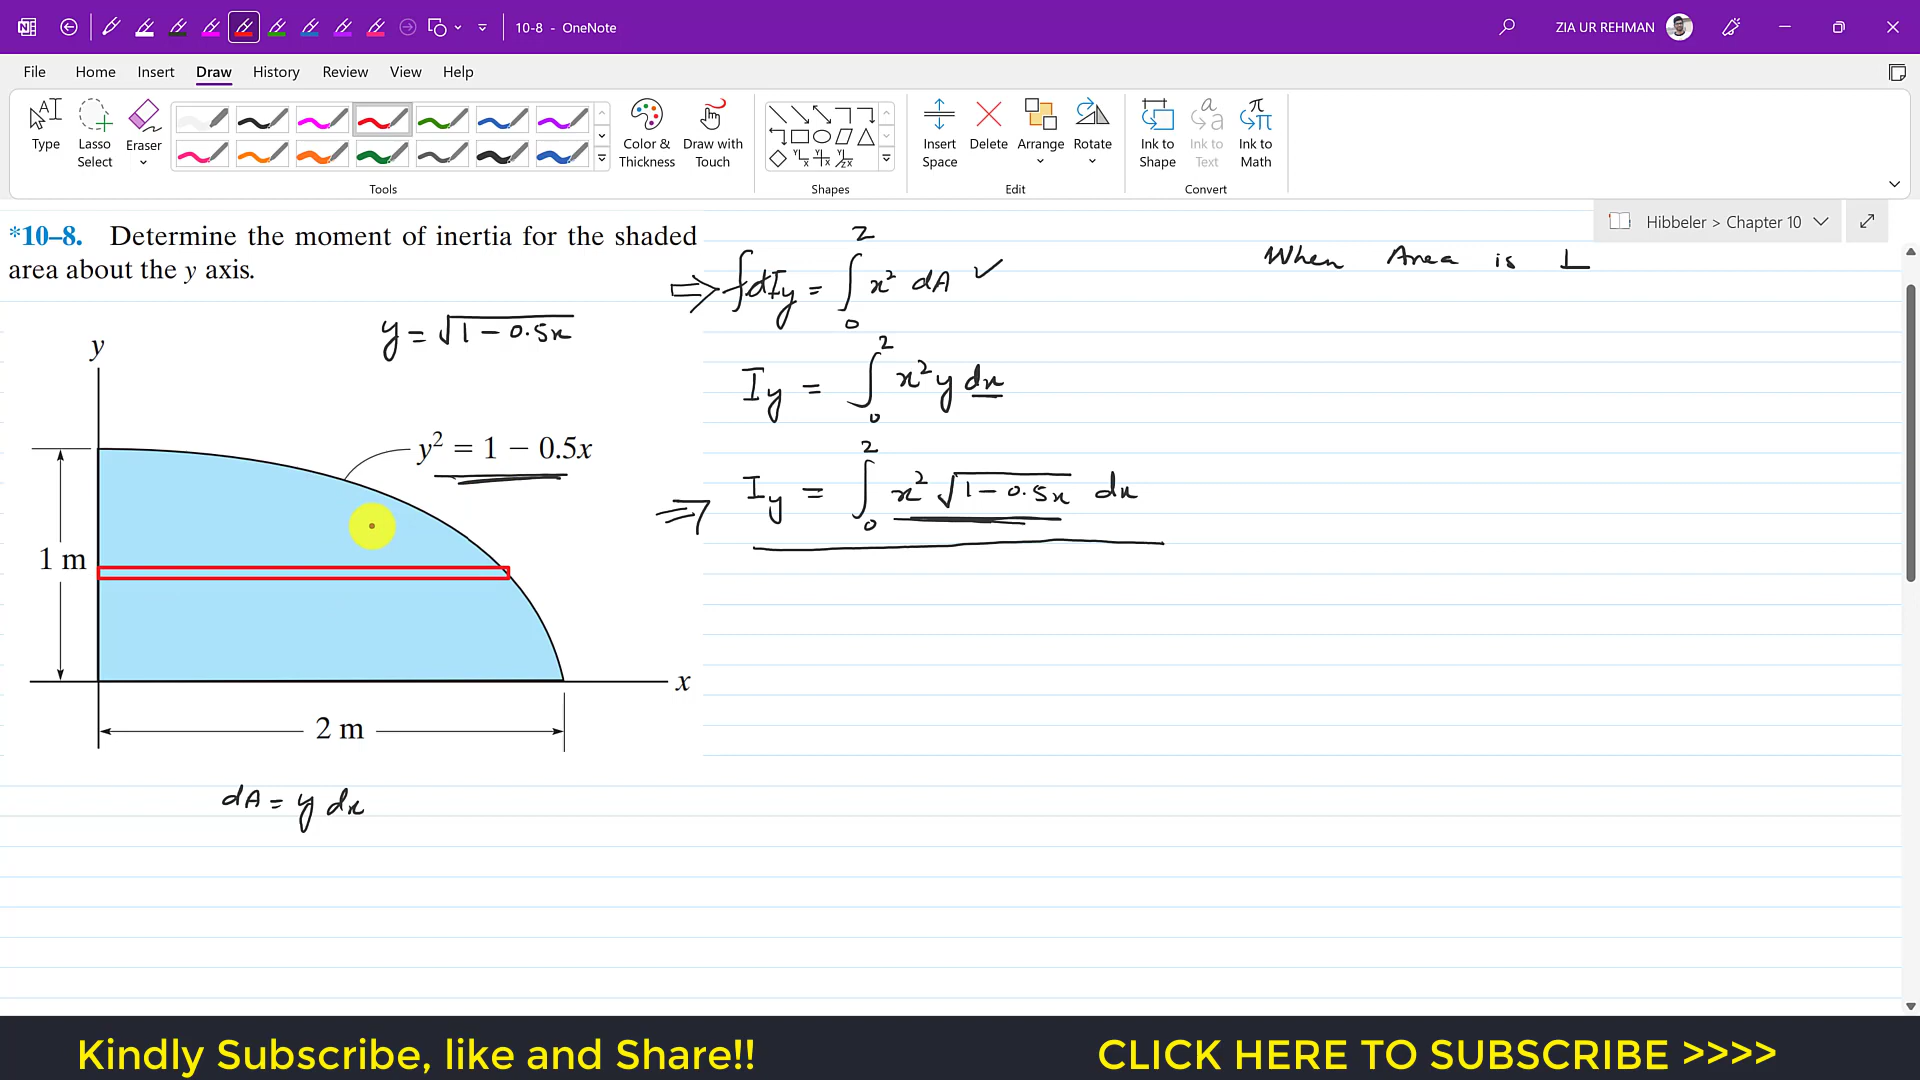 10-8 - OneNote
ZIA UR REHMAN
File Home Insert Draw History Review View Help
Type
Lasso Select
Eraser
Color & Thickness
Draw with Touch
Insert Space
Delete
Arrange
Rotate
Ink to Shape
Ink to Text
Ink to Math
Tools
Shapes
Edit
Convert
Hibbeler > Chapter 10
*10–8. Determine the moment of inertia for the shaded
area about the y axis.
y = √(1 - 0.5x)
y
y² = 1 − 0.5x
1 m
x
2 m
dA = y dx
⇒ ∫dIy = ∫₀² x² dA ✓
Iy = ∫₀² x² y dx
⇒ Iy = ∫₀² x² √(1 - 0.5x) dx
When Area is ⊥
Kindly Subscribe, like and Share!!
CLICK HERE TO SUBSCRIBE >>>>